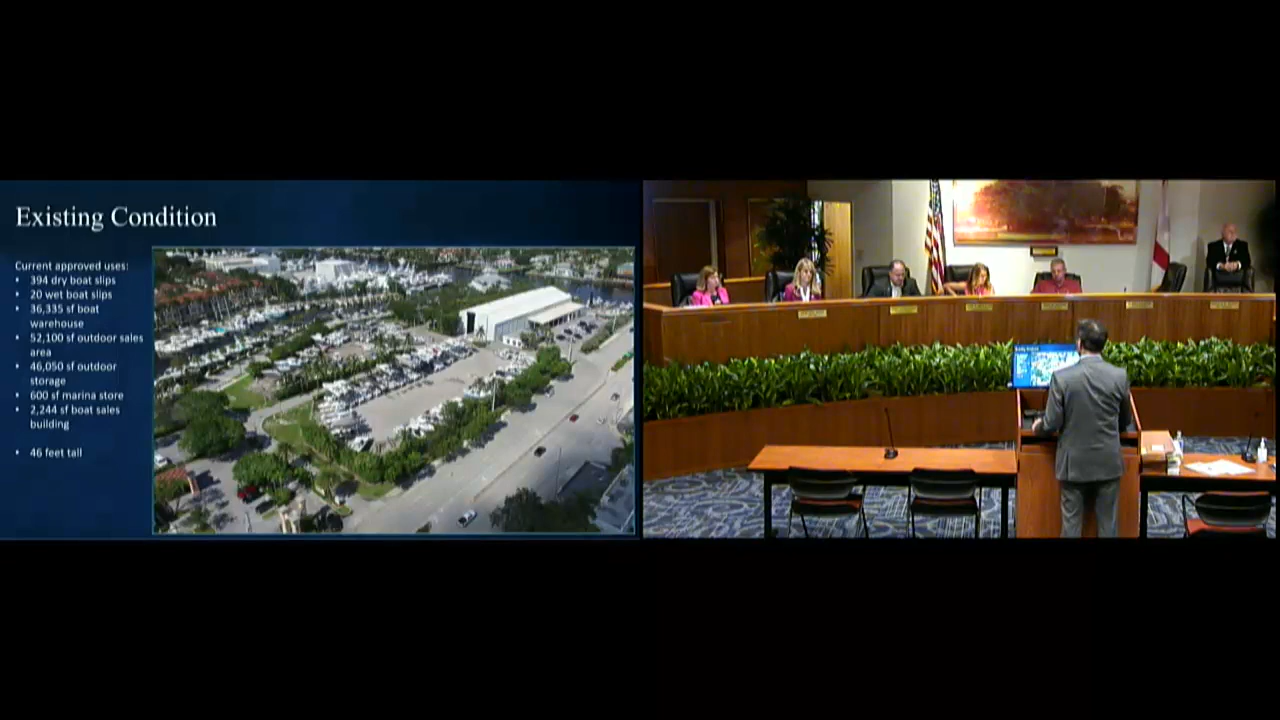 Existing Condition
Current approved uses:
• 394 dry boat slips
• 20 wet boat slips
• 36,335 sf boat
warehouse
• 52,100 sf outdoor sales
area
• 46,050 sf outdoor
storage
• 600 sf marina store
• 2,244 sf boat sales
building
• 46 feet tall